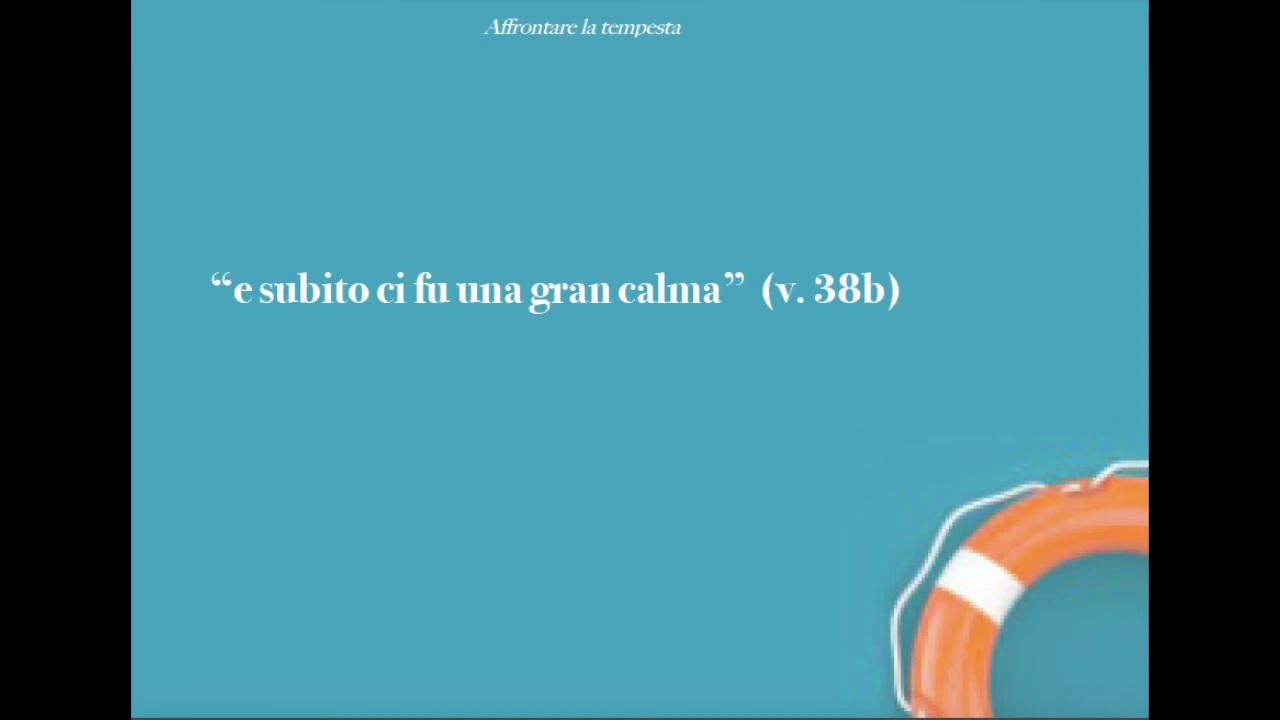 Affrontare la tempesta
“e subito ci fu una gran calma” (v. 38b)